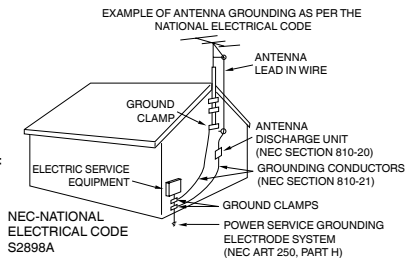 EXAMPLE OF ANTENNA GROUNDING AS PER THE
NATIONAL ELECTRICAL CODE
ANTENNA
LEAD IN WIRE
GROUND
CLAMP
ANTENNA
DISCHARGE UNIT
(NEC SECTION 810-20)
ELECTRIC SERVICE
EQUIPMENT
GROUNDING CONDUCTORS
(NEC SECTION 810-21)
GROUND CLAMPS
NEC-NATIONAL
ELECTRICAL CODE
S2898A
POWER SERVICE GROUNDING
ELECTRODE SYSTEM
(NEC ART 250, PART H)